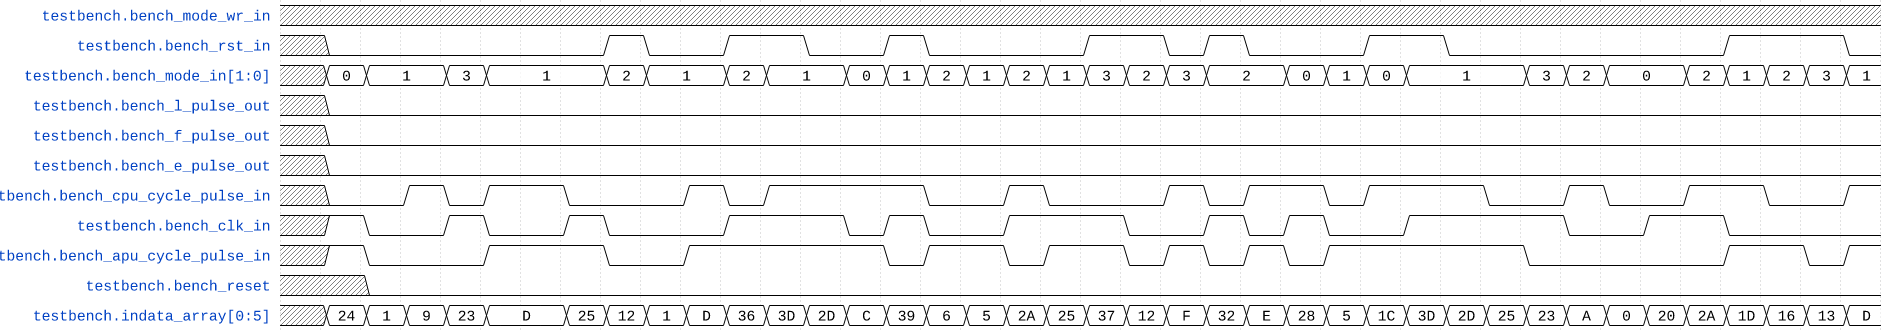 testbench.bench_mode_wr_in
testbench.bench_rst_in
testbench.bench_mode_in[1:0] 0 1 3 1 2 1 2 1 0 1 2 1 2 1 3 2 3 2 0 1 0 1 3 2 0 2 1 2 3 1
testbench.bench_l_pulse_out
testbench.bench_f_pulse_out
testbench.bench_e_pulse_out
tbench.bench_cpu_cycle_pulse_in
testbench.bench_clk_in
tbench.bench_apu_cycle_pulse_in
testbench.bench_reset
testbench.indata_array[0:5] 24 1 9 23 D 25 12 1 D 36 3D 2D C 39 6 5 2A 25 37 12 F 32 E 28 5 1C 3D 2D 25 23 A 0 20 2A 1D 16 13 D